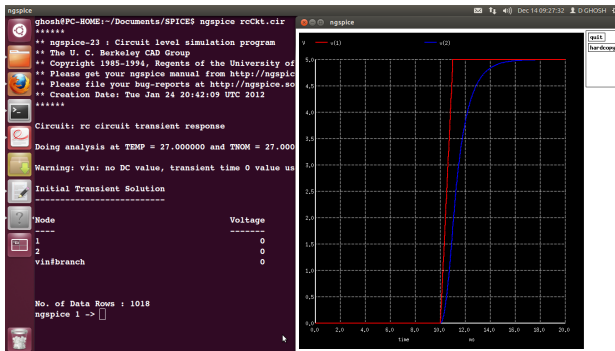 ngspice
Dec 14 09:27:32
D GHOSH
ghosh@PC-HOME:~/Documents/SPICE$ ngspice rcCkt.cir
******
** ngspice-23 : Circuit level simulation program
** The U. C. Berkeley CAD Group
** Copyright 1985-1994, Regents of the University of
** Please get your ngspice manual from http://ngspic
** Please file your bug-reports at http://ngspice.so
** Creation Date: Tue Jan 24 20:42:09 UTC 2012
******
Circuit: rc circuit transient response
Doing analysis at TEMP = 27.000000 and TNOM = 27.000
Warning: vin: no DC value, transient time 0 value us
Initial Transient Solution
--------------------------
Node Voltage
---- -------
1 0
2 0
vin#branch 0
No. of Data Rows : 1018
ngspice 1 ->
ngspice
V v(1) v(2)
5.0
4.5
4.0
3.5
3.0
2.5
2.0
1.5
1.0
0.5
0.0
0.0 2.0 4.0 6.0 8.0 10.0 12.0 14.0 16.0 18.0 20.0
time ms
quit
hardcopy